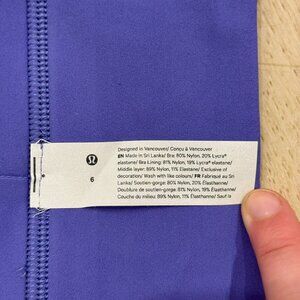 6
Designed in Vancouver/ Conçu à Vancouver
EN Made in Sri Lanka/ Bra: 80% Nylon, 20% Lycra®
elastane/ Bra Lining: 81% Nylon, 19% Lycra®
elastane/
Middle layer: 89% Nylon, 11% Elastane/ Exclusive of
decoration/ Wash with like colours/ FR Fabriqué au Sri
Lanka/ Soutien-gorge: 80% Nylon, 20% Élasthanne/
Doublure de soutien-gorge: 81% Nylon, 19% Élasthanne/
Couche du milieu: 89% Nylon, 11% Élasthanne/ Sauf la